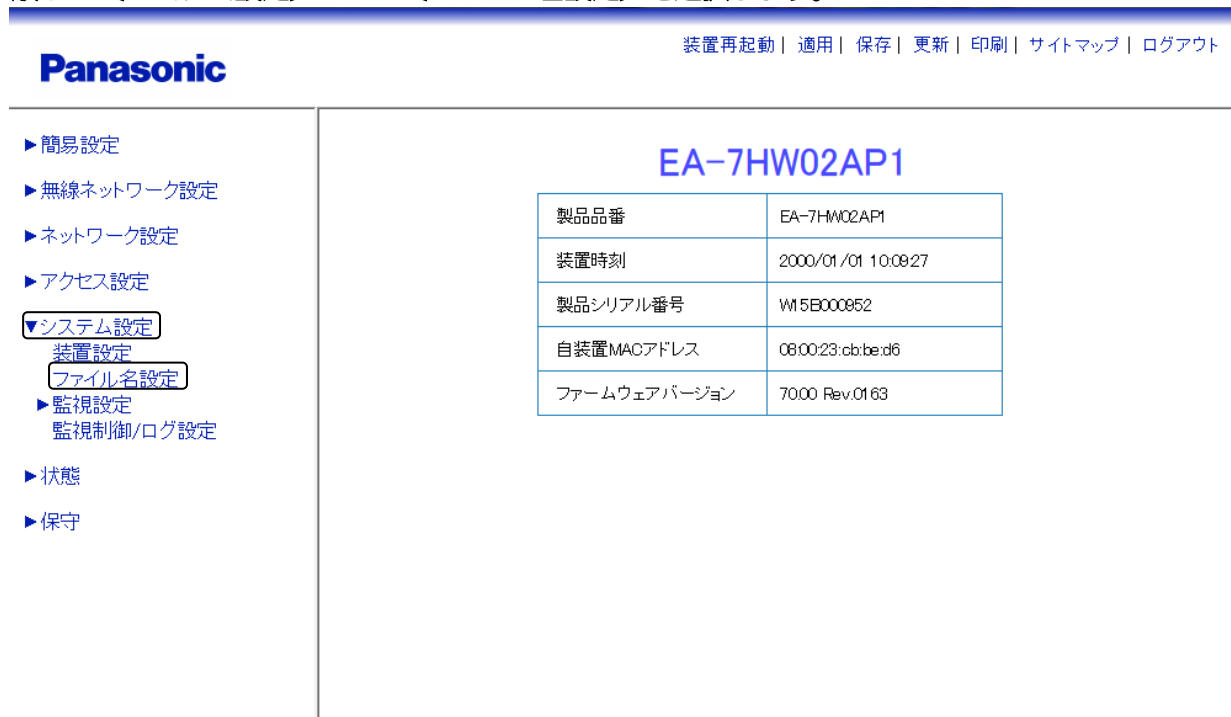 装置再起動| 適用| 保存| 更新| 印刷| サイトマップ| ログアウト
Panasonic
▶簡易設定
▶無線ネットワーク設定
▶ネットワーク設定
▶アクセス設定
▼システム設定
装置設定
ファイル名設定
▶監視設定
監視制御/ログ設定
▶状態
▶保守
EA-7HW02AP1
製品品番 EA-7HW02AP1
装置時刻 2000/01/01 10:09:27
製品シリアル番号 W15B000952
自装置MACアドレス 08:00:23:cb:be:d6
ファームウェアバージョン 70.00 Rev.0163